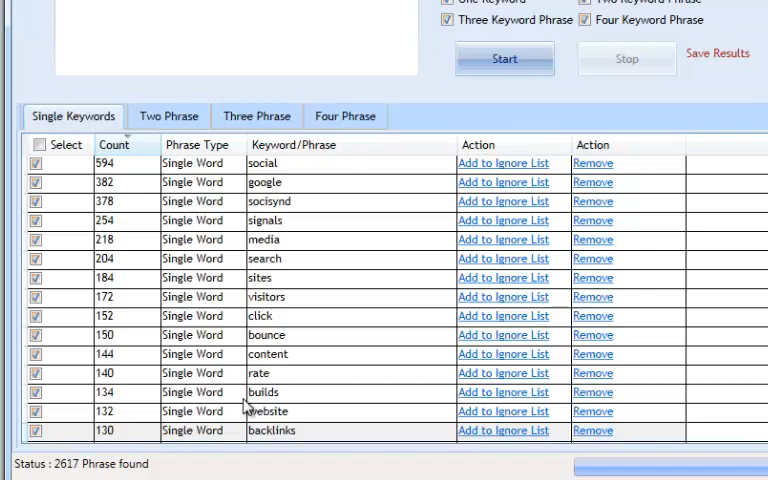 One Keyword Two Keyword Phrase
Three Keyword Phrase Four Keyword Phrase
Start Stop Save Results
Single Keywords Two Phrase Three Phrase Four Phrase
Select Count Phrase Type Keyword/Phrase Action Action
594 Single Word social Add to Ignore List Remove
382 Single Word google Add to Ignore List Remove
378 Single Word socisynd Add to Ignore List Remove
254 Single Word signals Add to Ignore List Remove
218 Single Word media Add to Ignore List Remove
204 Single Word search Add to Ignore List Remove
184 Single Word sites Add to Ignore List Remove
172 Single Word visitors Add to Ignore List Remove
152 Single Word click Add to Ignore List Remove
150 Single Word bounce Add to Ignore List Remove
144 Single Word content Add to Ignore List Remove
140 Single Word rate Add to Ignore List Remove
134 Single Word builds Add to Ignore List Remove
132 Single Word website Add to Ignore List Remove
130 Single Word backlinks Add to Ignore List Remove
Status : 2617 Phrase found